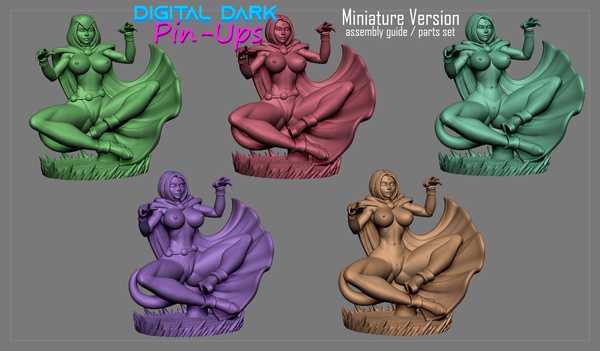 DIGITAL DARK
Pin-Ups
Miniature Version
assembly guide / parts set